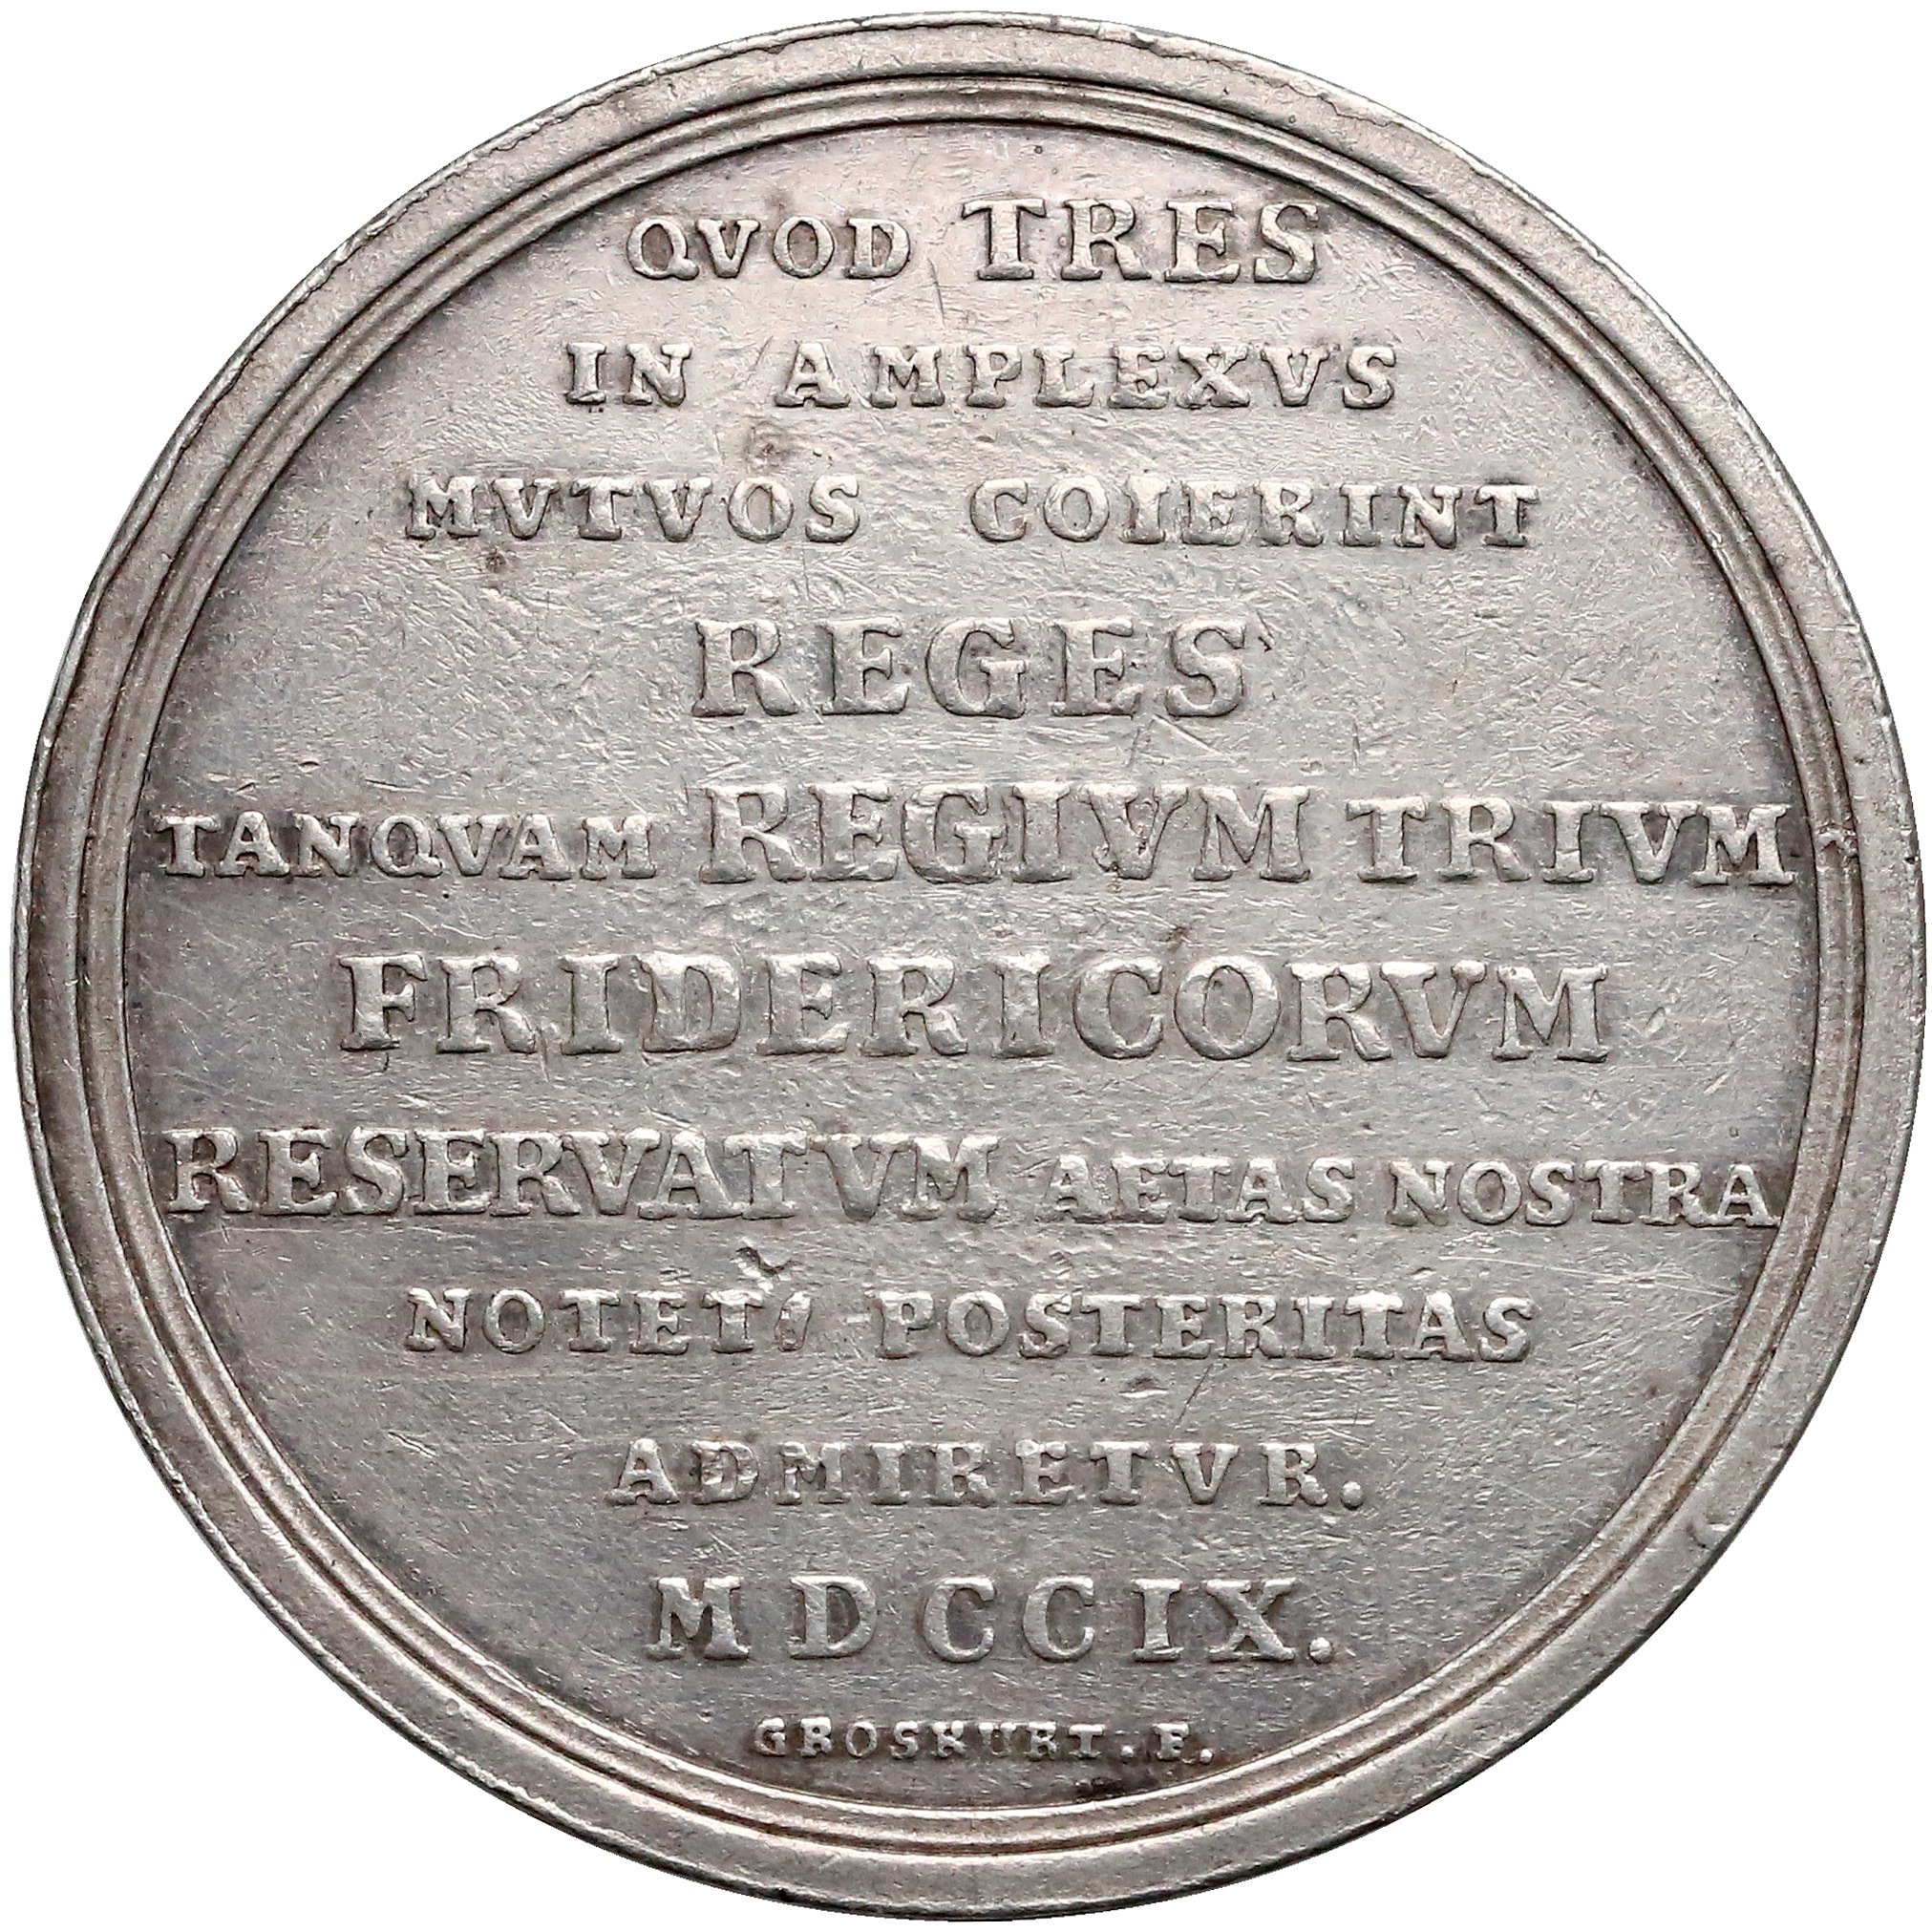 QVOD TRES
IN AMPLEXVS
MVTVOS COIERINT
REGES
TANQVAM REGIVM TRIVM
FRIDERICORVM
RESERVATVM AETAS NOSTRA
NOTET, POSTERITAS
ADMIRETVR.
MDCCIX.
GROSKURT. F.